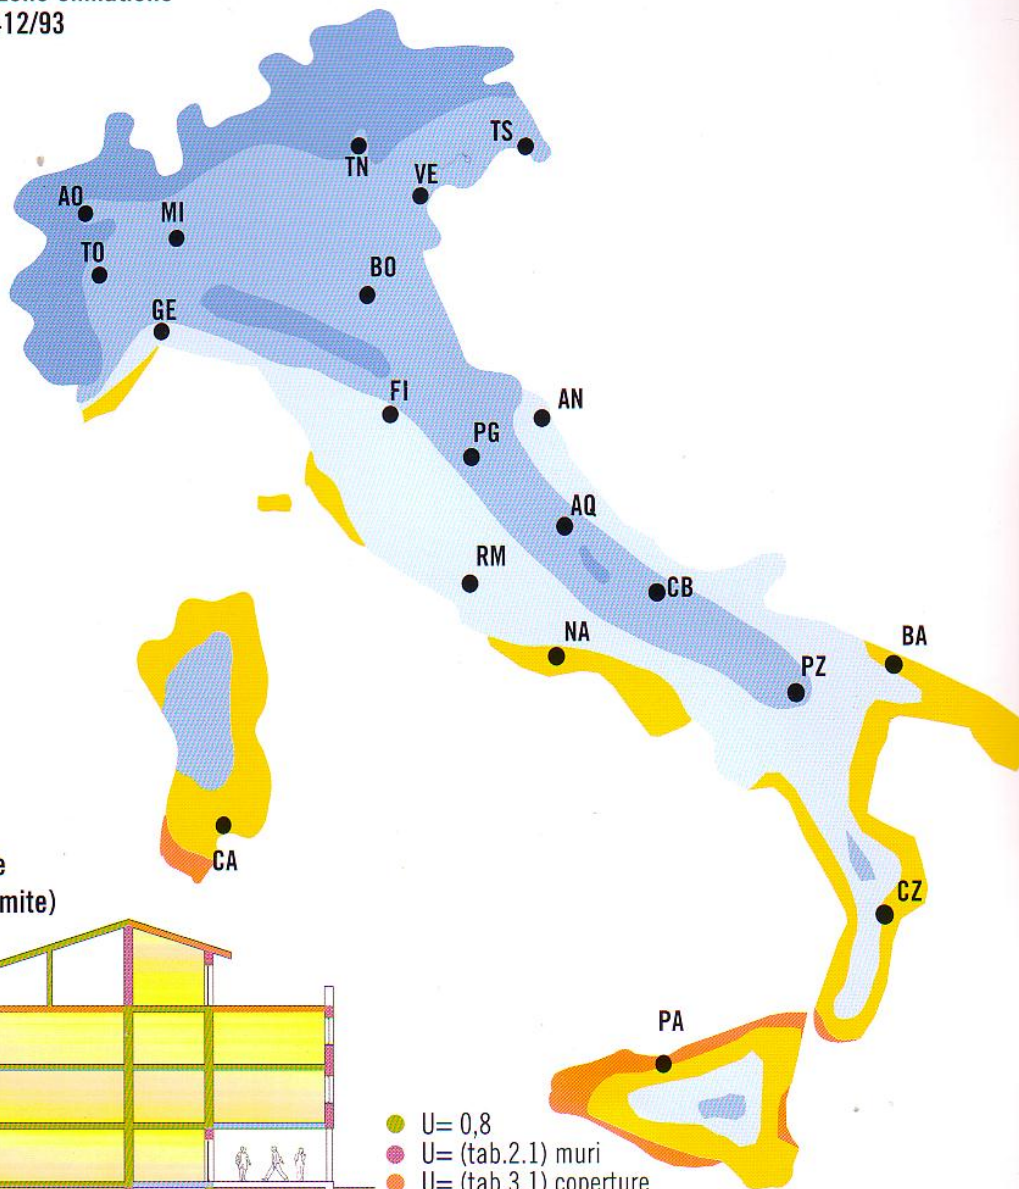 412/93
TS
TN
VE
AO
MI
TO
BO
GE
FI
AN
PG
AQ
RM
CB
NA
BA
PZ
CA
CZ
PA
mite)
U= 0,8
U= (tab.2.1) muri
U= (tab.3.1) coperture